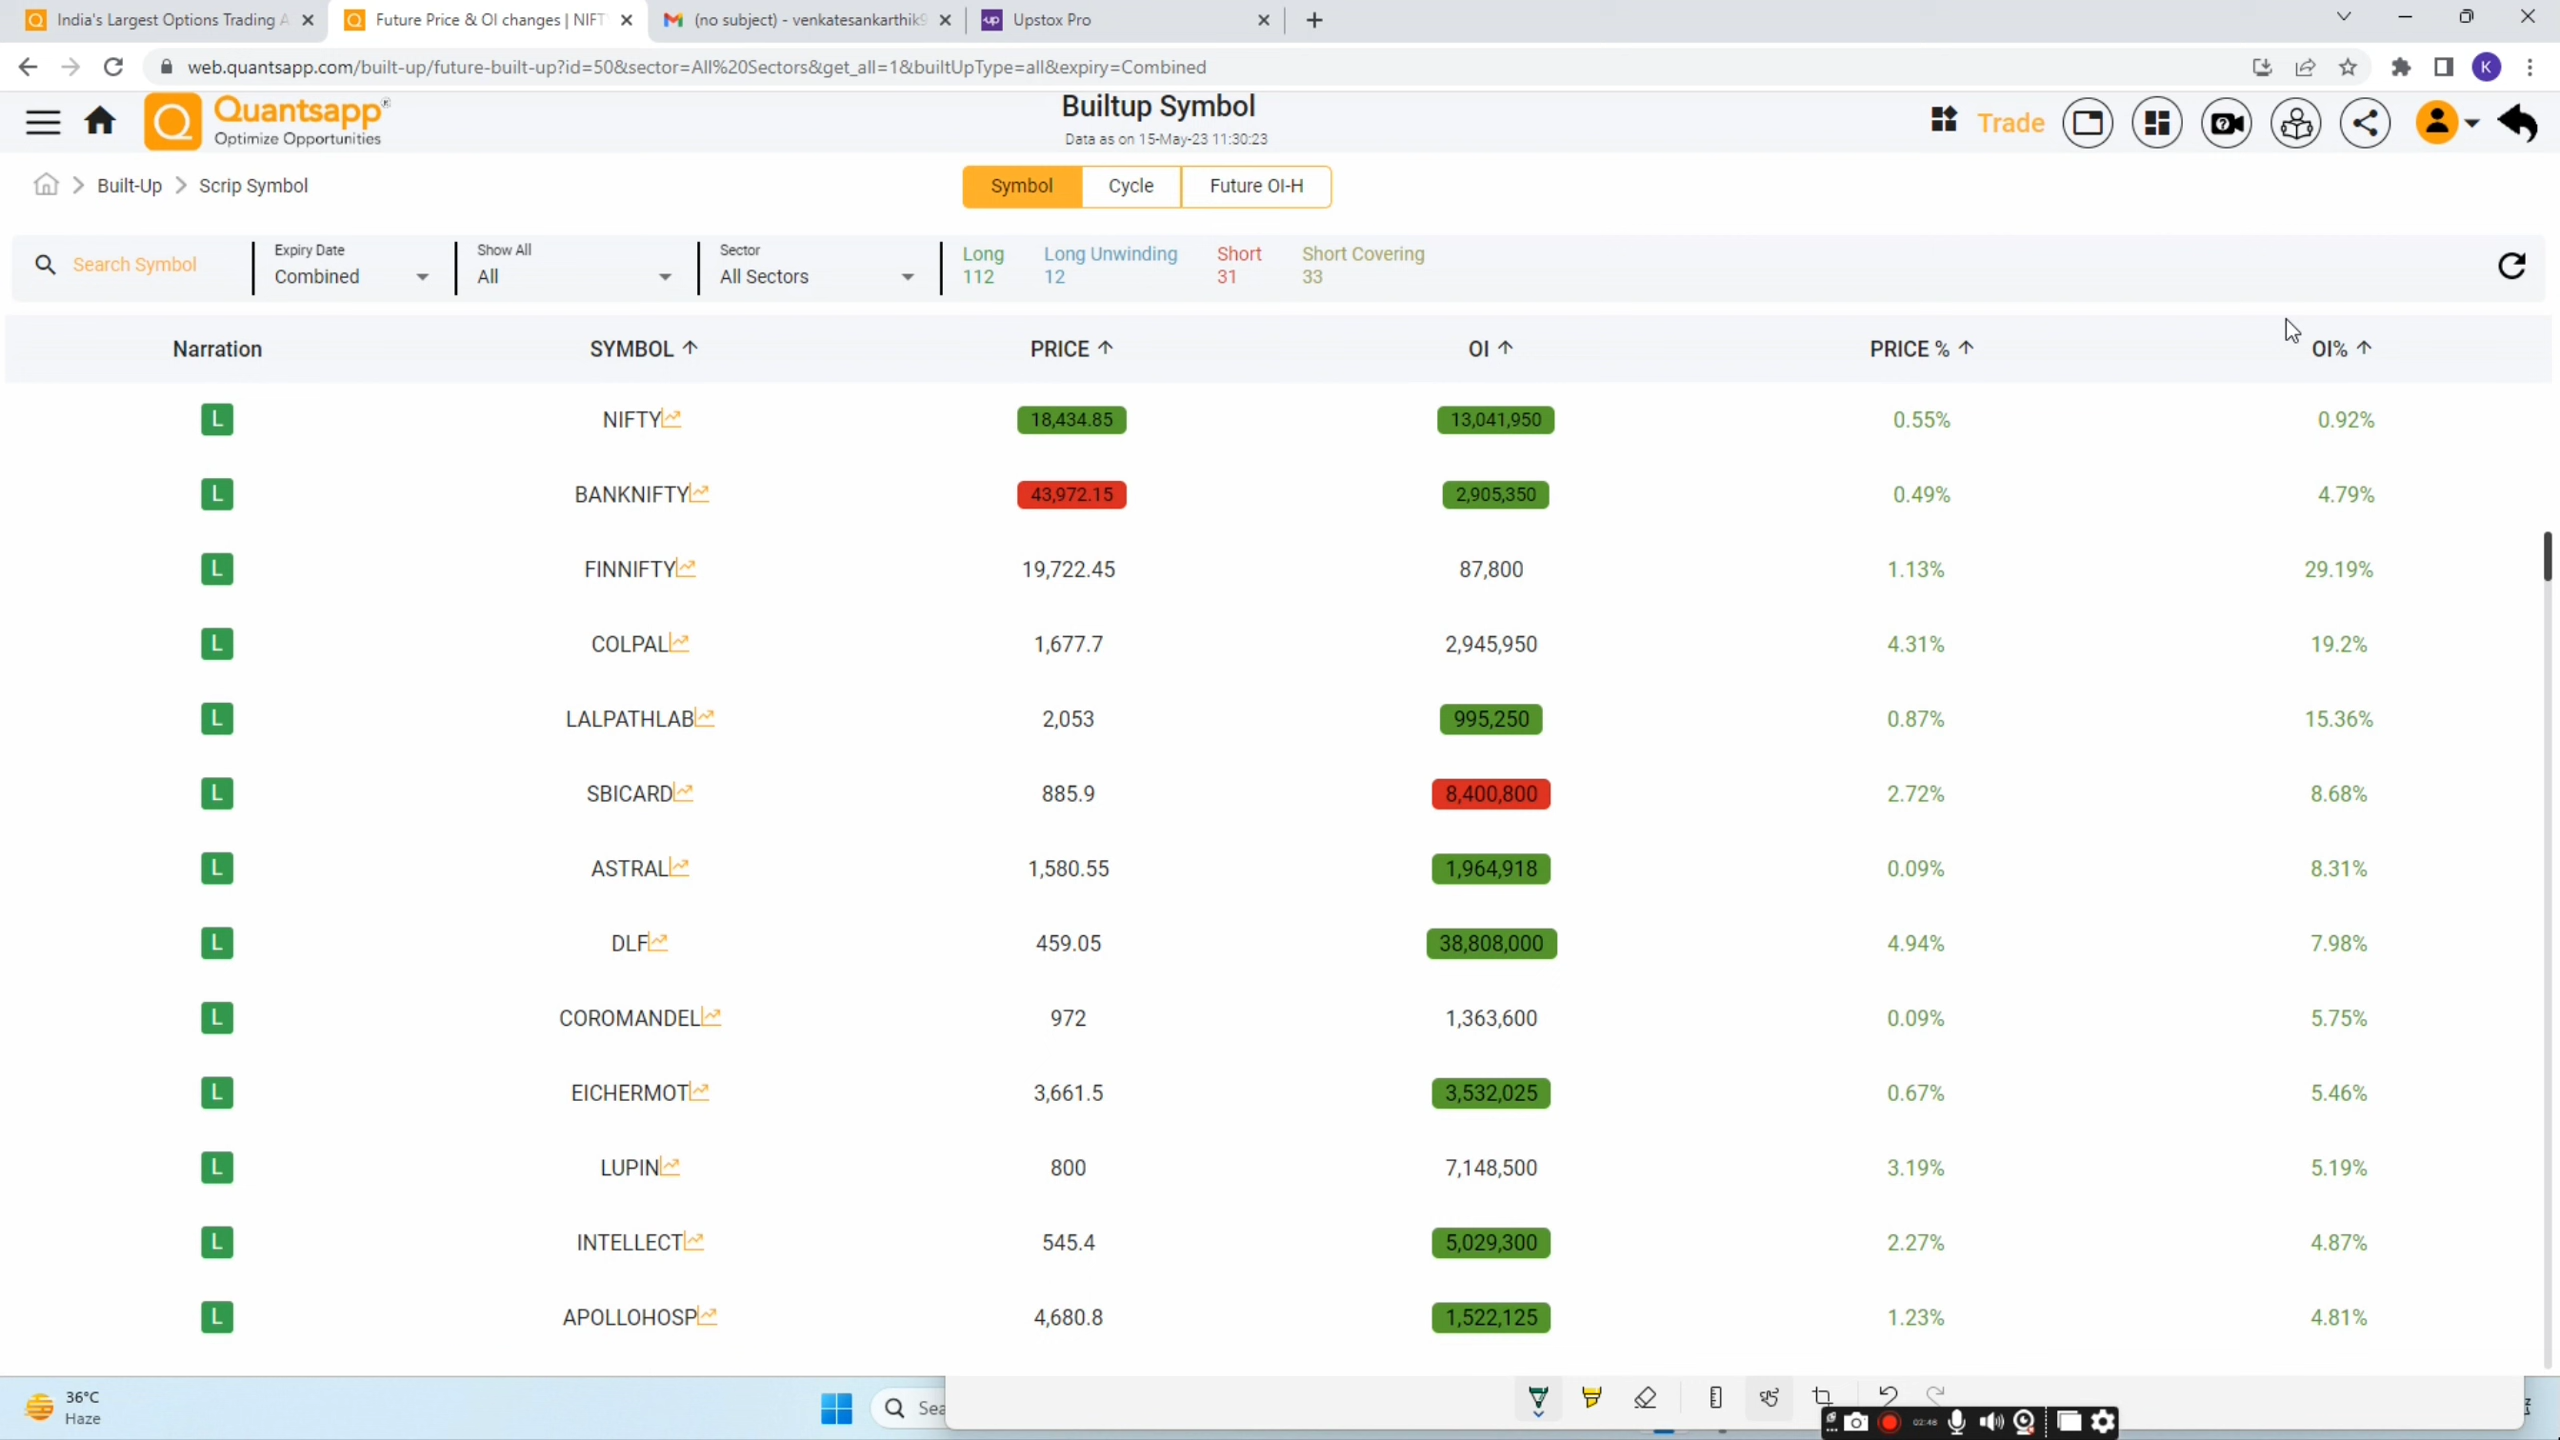 India's Largest Options Trading A
Future Price & OI changes | NIFT
(no subject) - venkatesankarthik9
Upstox Pro
web.quantsapp.com/built-up/future-built-up?id=50&sector=All%20Sectors&get_all=1&builtUpType=all&expiry=Combined
K
Quantsapp
Optimize Opportunities
Builtup Symbol
Data as on 15-May-23 11:30:23
Trade
Built-Up > Scrip Symbol
Symbol Cycle Future OI-H
Search Symbol
Expiry Date
Combined
Show All
All
Sector
All Sectors
Long
112
Long Unwinding
12
Short
31
Short Covering
33
Narration SYMBOL PRICE OI PRICE % OI%
L NIFTY 18,434.85 13,041,950 0.55% 0.92%
L BANKNIFTY 43,972.15 2,905,350 0.49% 4.79%
L FINNIFTY 19,722.45 87,800 1.13% 29.19%
L COLPAL 1,677.7 2,945,950 4.31% 19.2%
L LALPATHLAB 2,053 995,250 0.87% 15.36%
L SBICARD 885.9 8,400,800 2.72% 8.68%
L ASTRAL 1,580.55 1,964,918 0.09% 8.31%
L DLF 459.05 38,808,000 4.94% 7.98%
L COROMANDEL 972 1,363,600 0.09% 5.75%
L EICHERMOT 3,661.5 3,532,025 0.67% 5.46%
L LUPIN 800 7,148,500 3.19% 5.19%
L INTELLECT 545.4 5,029,300 2.27% 4.87%
L APOLLOHOSP 4,680.8 1,522,125 1.23% 4.81%
36°C
Haze
Sea
02:48